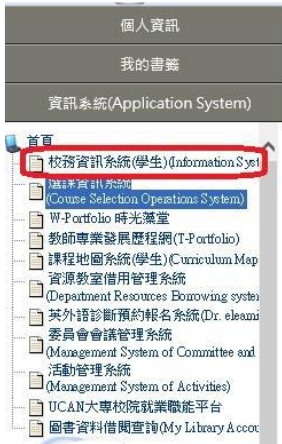 個人資訊
我的書籤
資訊系統(Application System)
首頁
校務資訊系統(學生)(Information Syst
選課資訊系統
(Course Selection Operations System)
W-Portfolio 時光藻堂
教師專業發展歷程網(T-Portfolio)
課程地圖系統(學生)(Curriculum Map
資源教室借用管理系統
(Department Resources Borrowing system
英外語診斷預約報名系統(Dr. eleami
委員會會議管理系統
(Management System of Committee and
活動管理系統
(Management System of Activities)
UCAN大專校院就業職能平台
圖書資料借閱查詢(My Library Accou